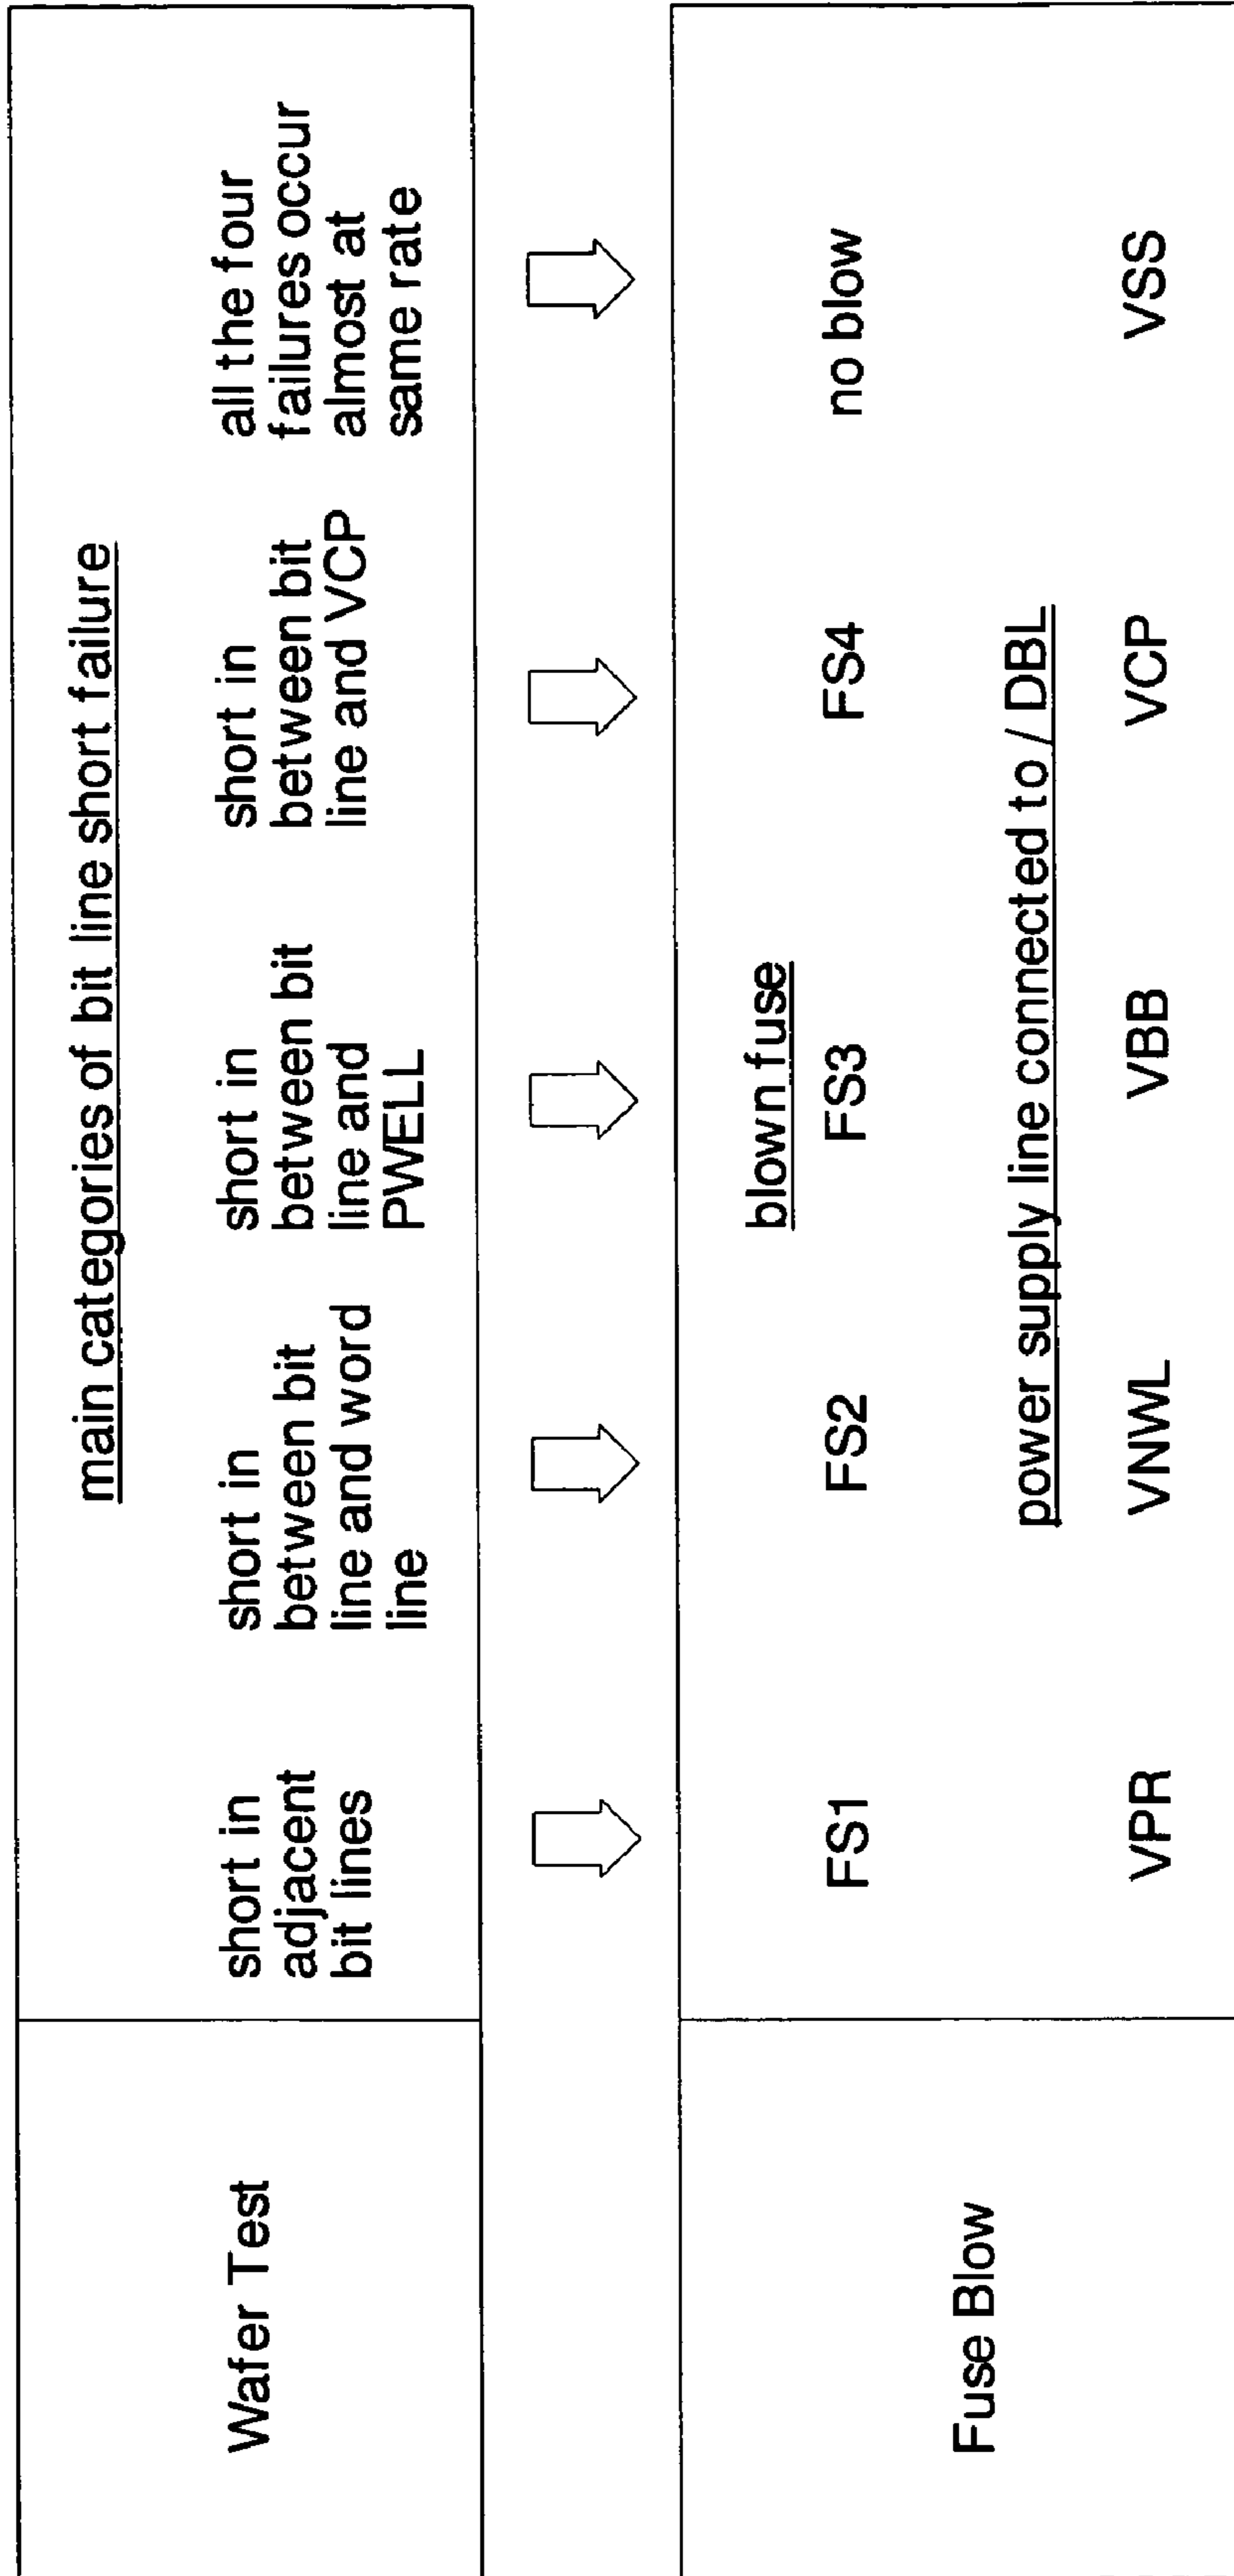 Wafer Test
main categories of bit line short failure
short in
adjacent
bit lines
short in
between bit
line and word
line
short in
between bit
line and
PWELL
short in
between bit
line and VCP
all the four
failures occur
almost at
same rate
Fuse Blow
blown fuse
FS1
FS2
FS3
FS4
no blow
power supply line connected to / DBL
VPR
VNWL
VBB
VCP
VSS